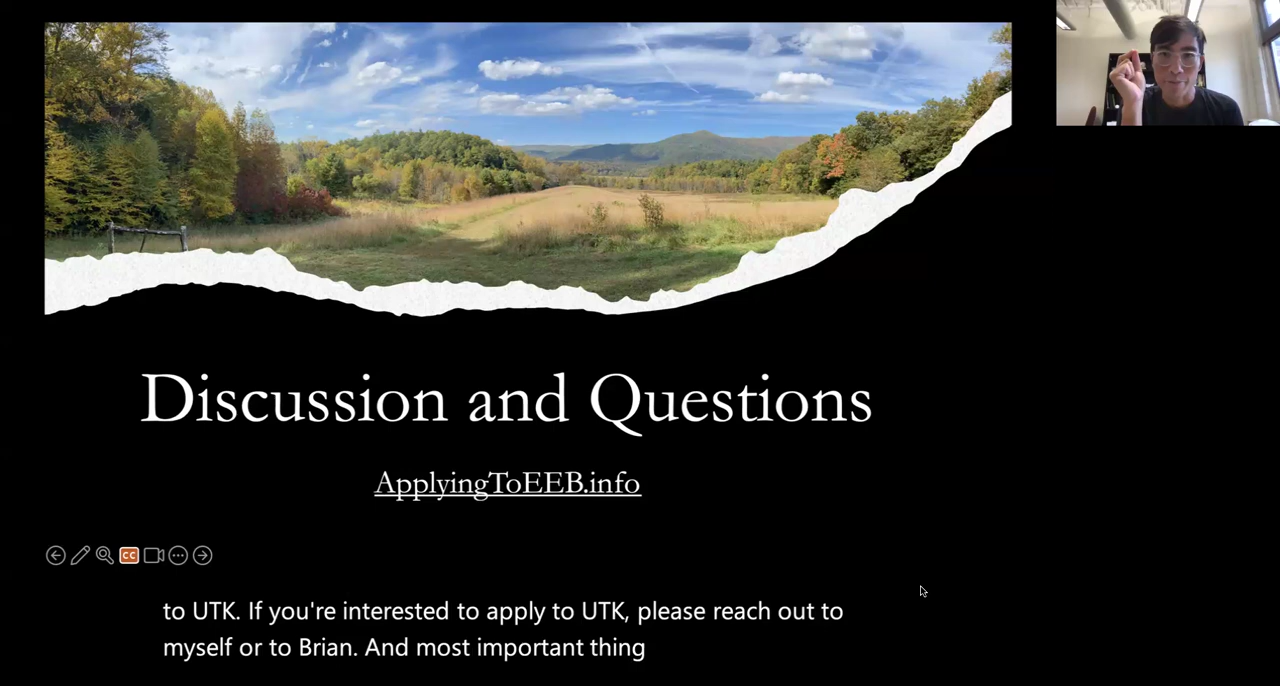 Discussion and Questions
ApplyingToEEB.info
CC
to UTK. If you're interested to apply to UTK, please reach out to
myself or to Brian. And most important thing